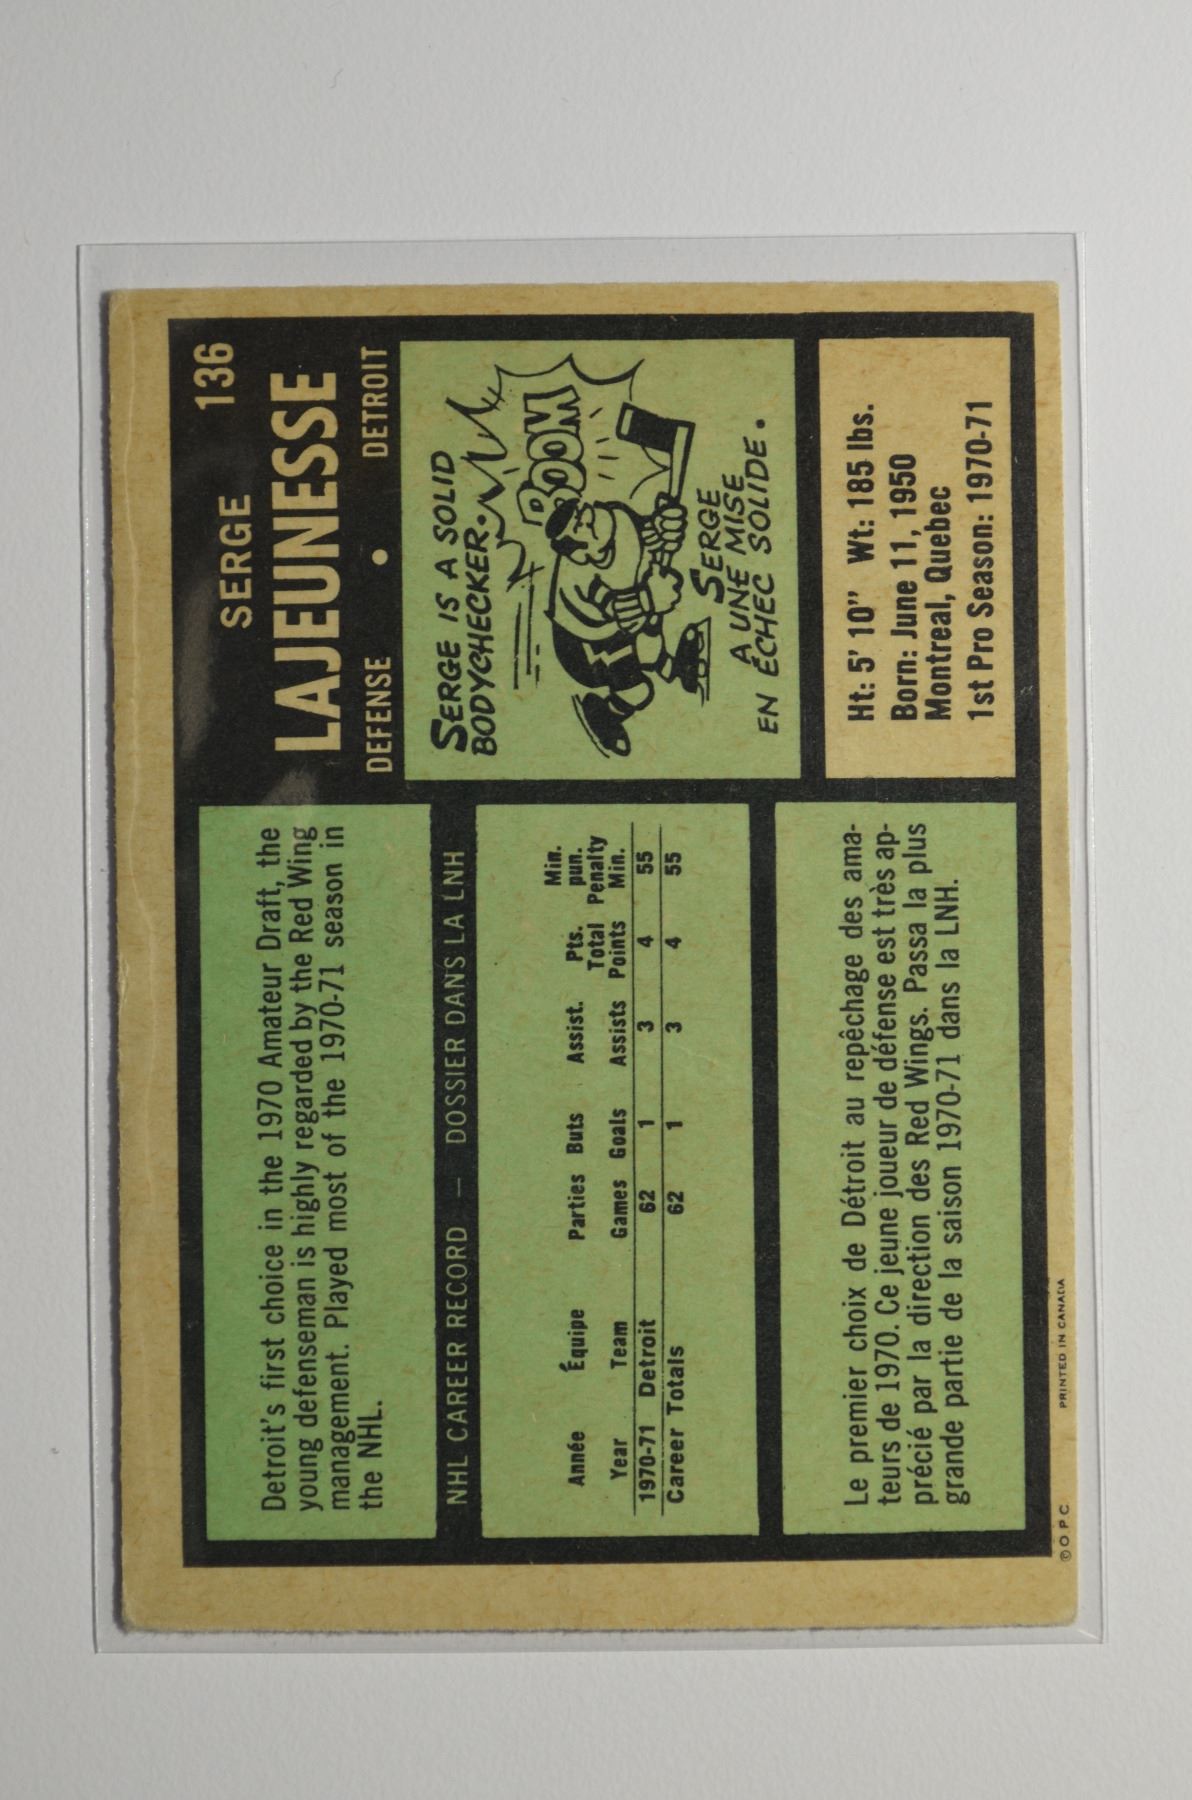 136
SERGE
LAJEUNESSE
DEFENSE • DETROIT
Detroit's first choice in the 1970 Amateur Draft, the
young defenseman is highly regarded by the Red Wing
management. Played most of the 1970-71 season in
the NHL.
SERGE IS A SOLID
BODYCHECKER.
BOOM
SERGE
A UNE MISE
EN ÉCHEC SOLIDE.
NHL CAREER RECORD — DOSSIER DANS LA LNH
Année Équipe Parties Buts Assist. Pts. Min. pun.
Year Team Games Goals Assists Total Points Penalty Min.
1970-71 Detroit 62 1 3 4 55
Career Totals 62 1 3 4 55
Ht: 5' 10" Wt: 185 lbs.
Born: June 11, 1950
Montreal, Quebec
1st Pro Season: 1970-71
Le premier choix de Détroit au repêchage des ama-
teurs de 1970. Ce jeune joueur de défense est très ap-
précié par la direction des Red Wings. Passa la plus
grande partie de la saison 1970-71 dans la LNH.
©O.P.C. PRINTED IN CANADA